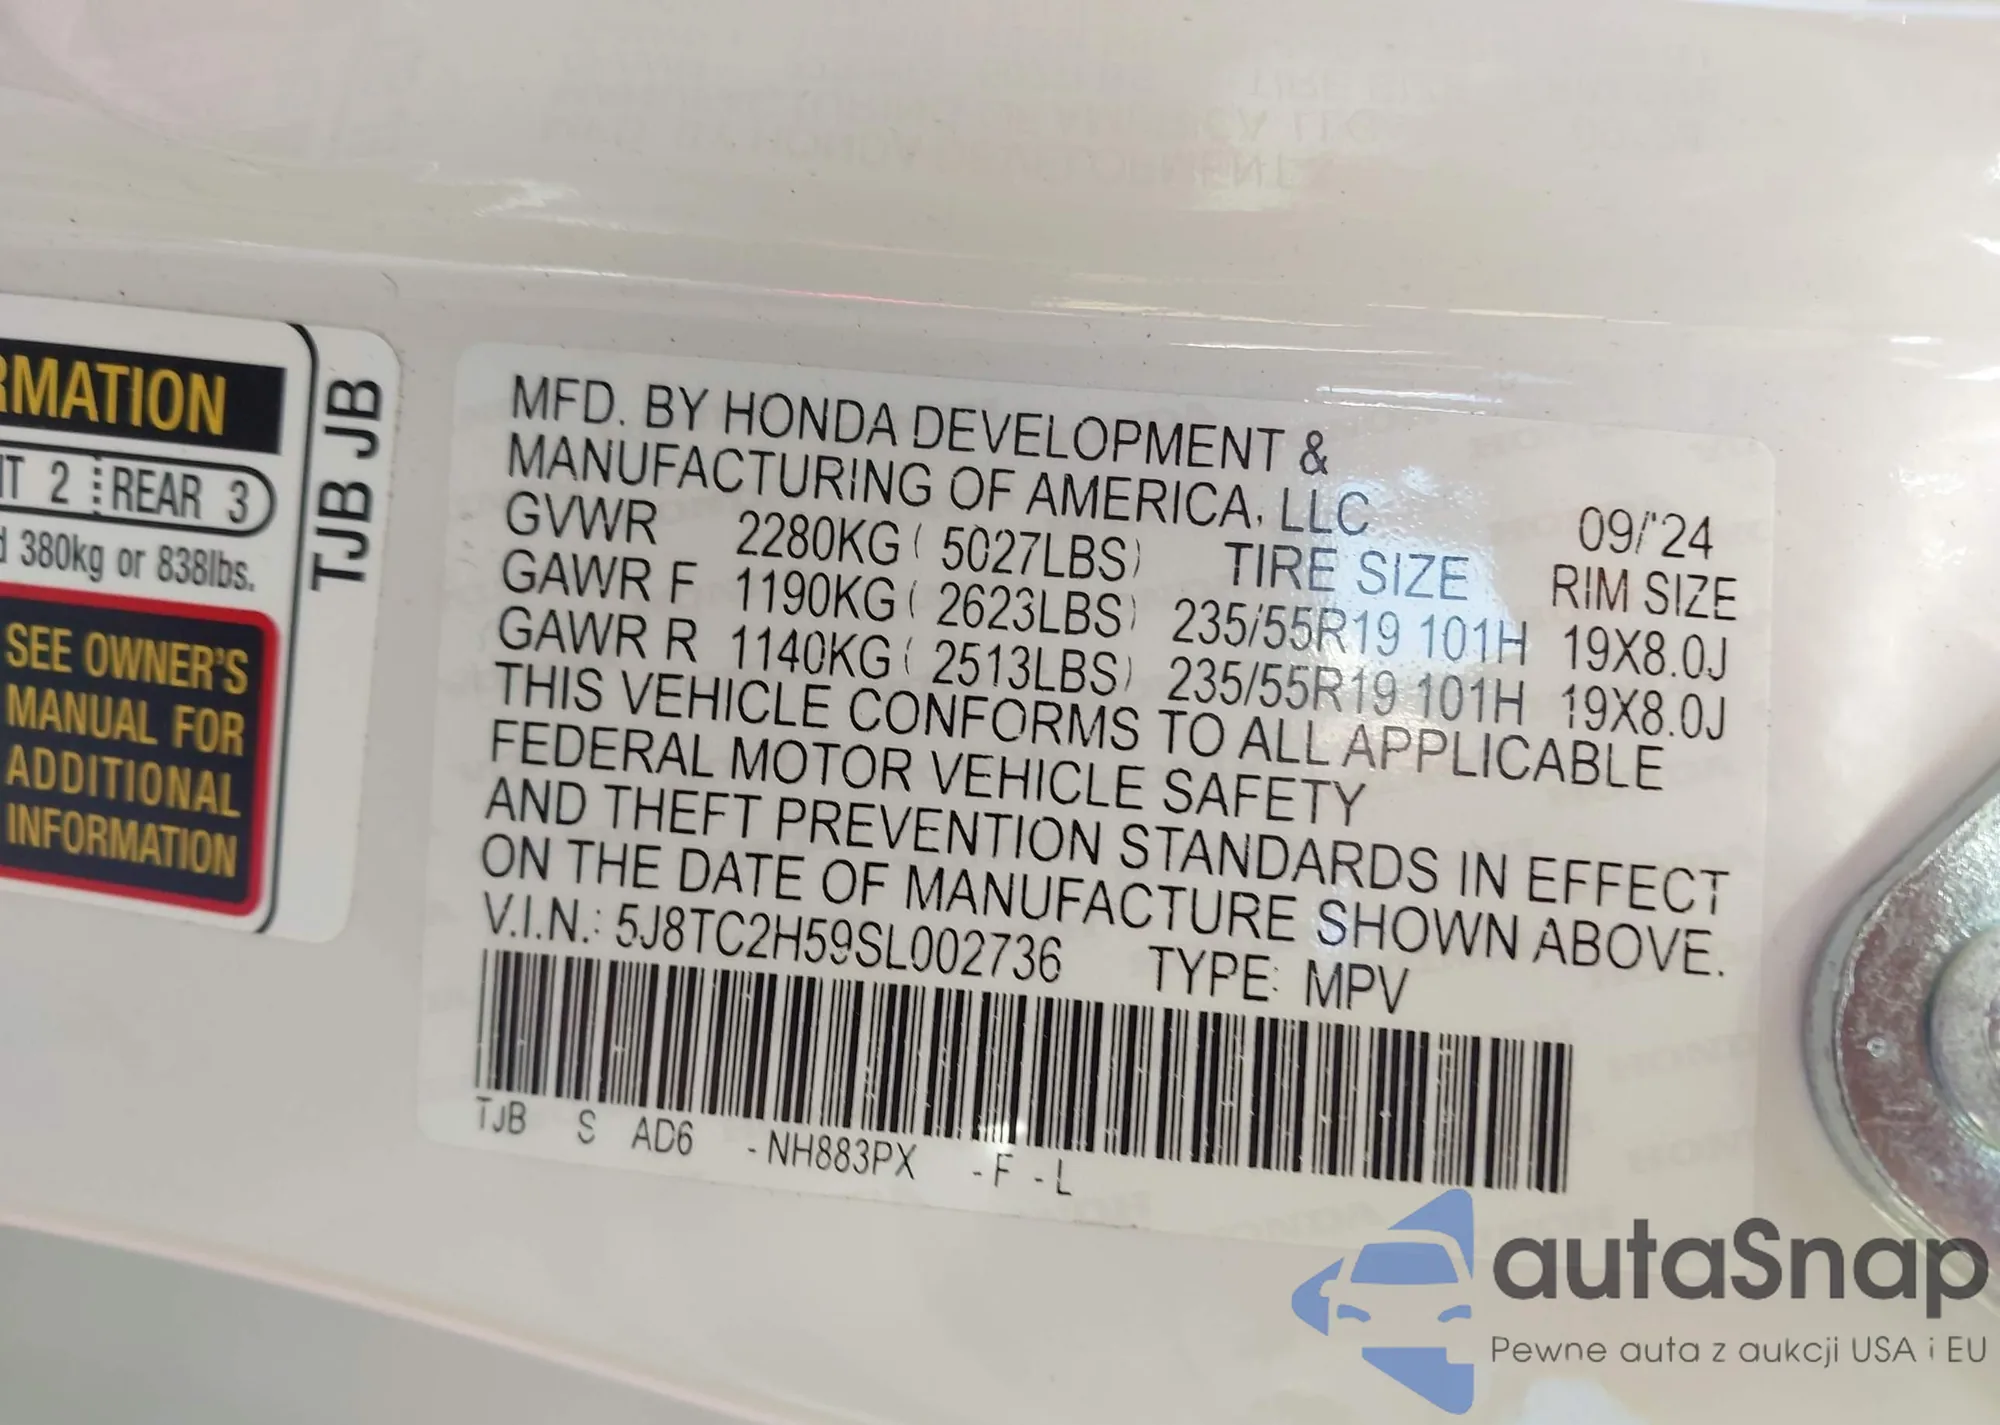 RMATION
T 2 REAR 3
380kg or 838lbs.
SEE OWNER'S
MANUAL FOR
ADDITIONAL
INFORMATION
TJB JB
MFD. BY HONDA DEVELOPMENT &
MANUFACTURING OF AMERICA, LLC 09/'24
GVWR 2280KG ( 5027LBS) TIRE SIZE RIM SIZE
GAWR F 1190KG ( 2623LBS) 235/55R19 101H 19X8.0J
GAWR R 1140KG ( 2513LBS) 235/55R19 101H 19X8.0J
THIS VEHICLE CONFORMS TO ALL APPLICABLE
FEDERAL MOTOR VEHICLE SAFETY
AND THEFT PREVENTION STANDARDS IN EFFECT
ON THE DATE OF MANUFACTURE SHOWN ABOVE.
V.I.N.: 5J8TC2H59SL002736 TYPE: MPV
TJB S AD6 -NH883PX -F -L
autaSnap
Pewne auta z aukcji USA i EU